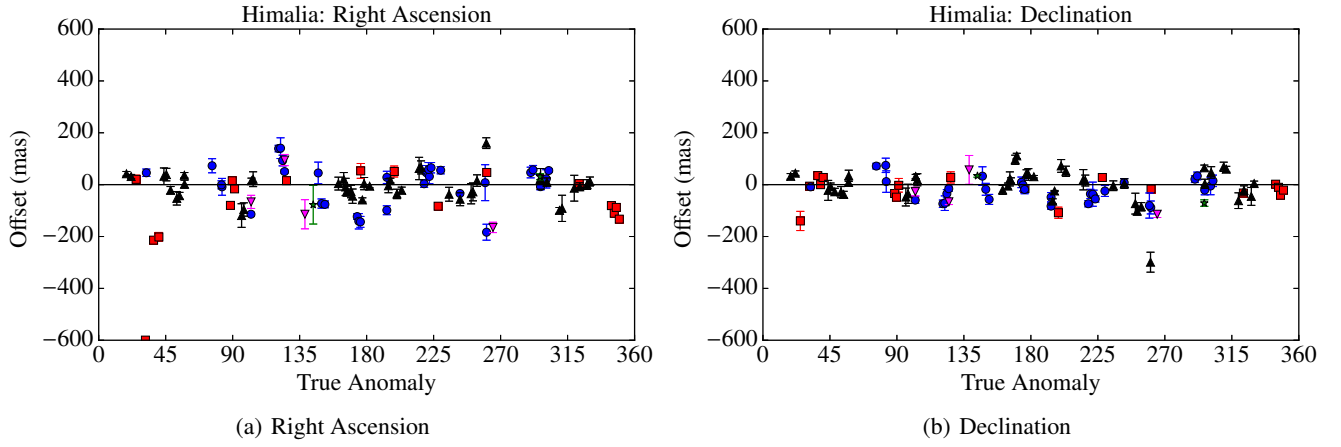 Himalia: Right Ascension
600
400
200
0
−200
−400
−600
Offset (mas)
0 45 90 135 180 225 270 315 360
True Anomaly
(a) Right Ascension
Himalia: Declination
600
400
200
0
−200
−400
−600
Offset (mas)
0 45 90 135 180 225 270 315 360
True Anomaly
(b) Declination